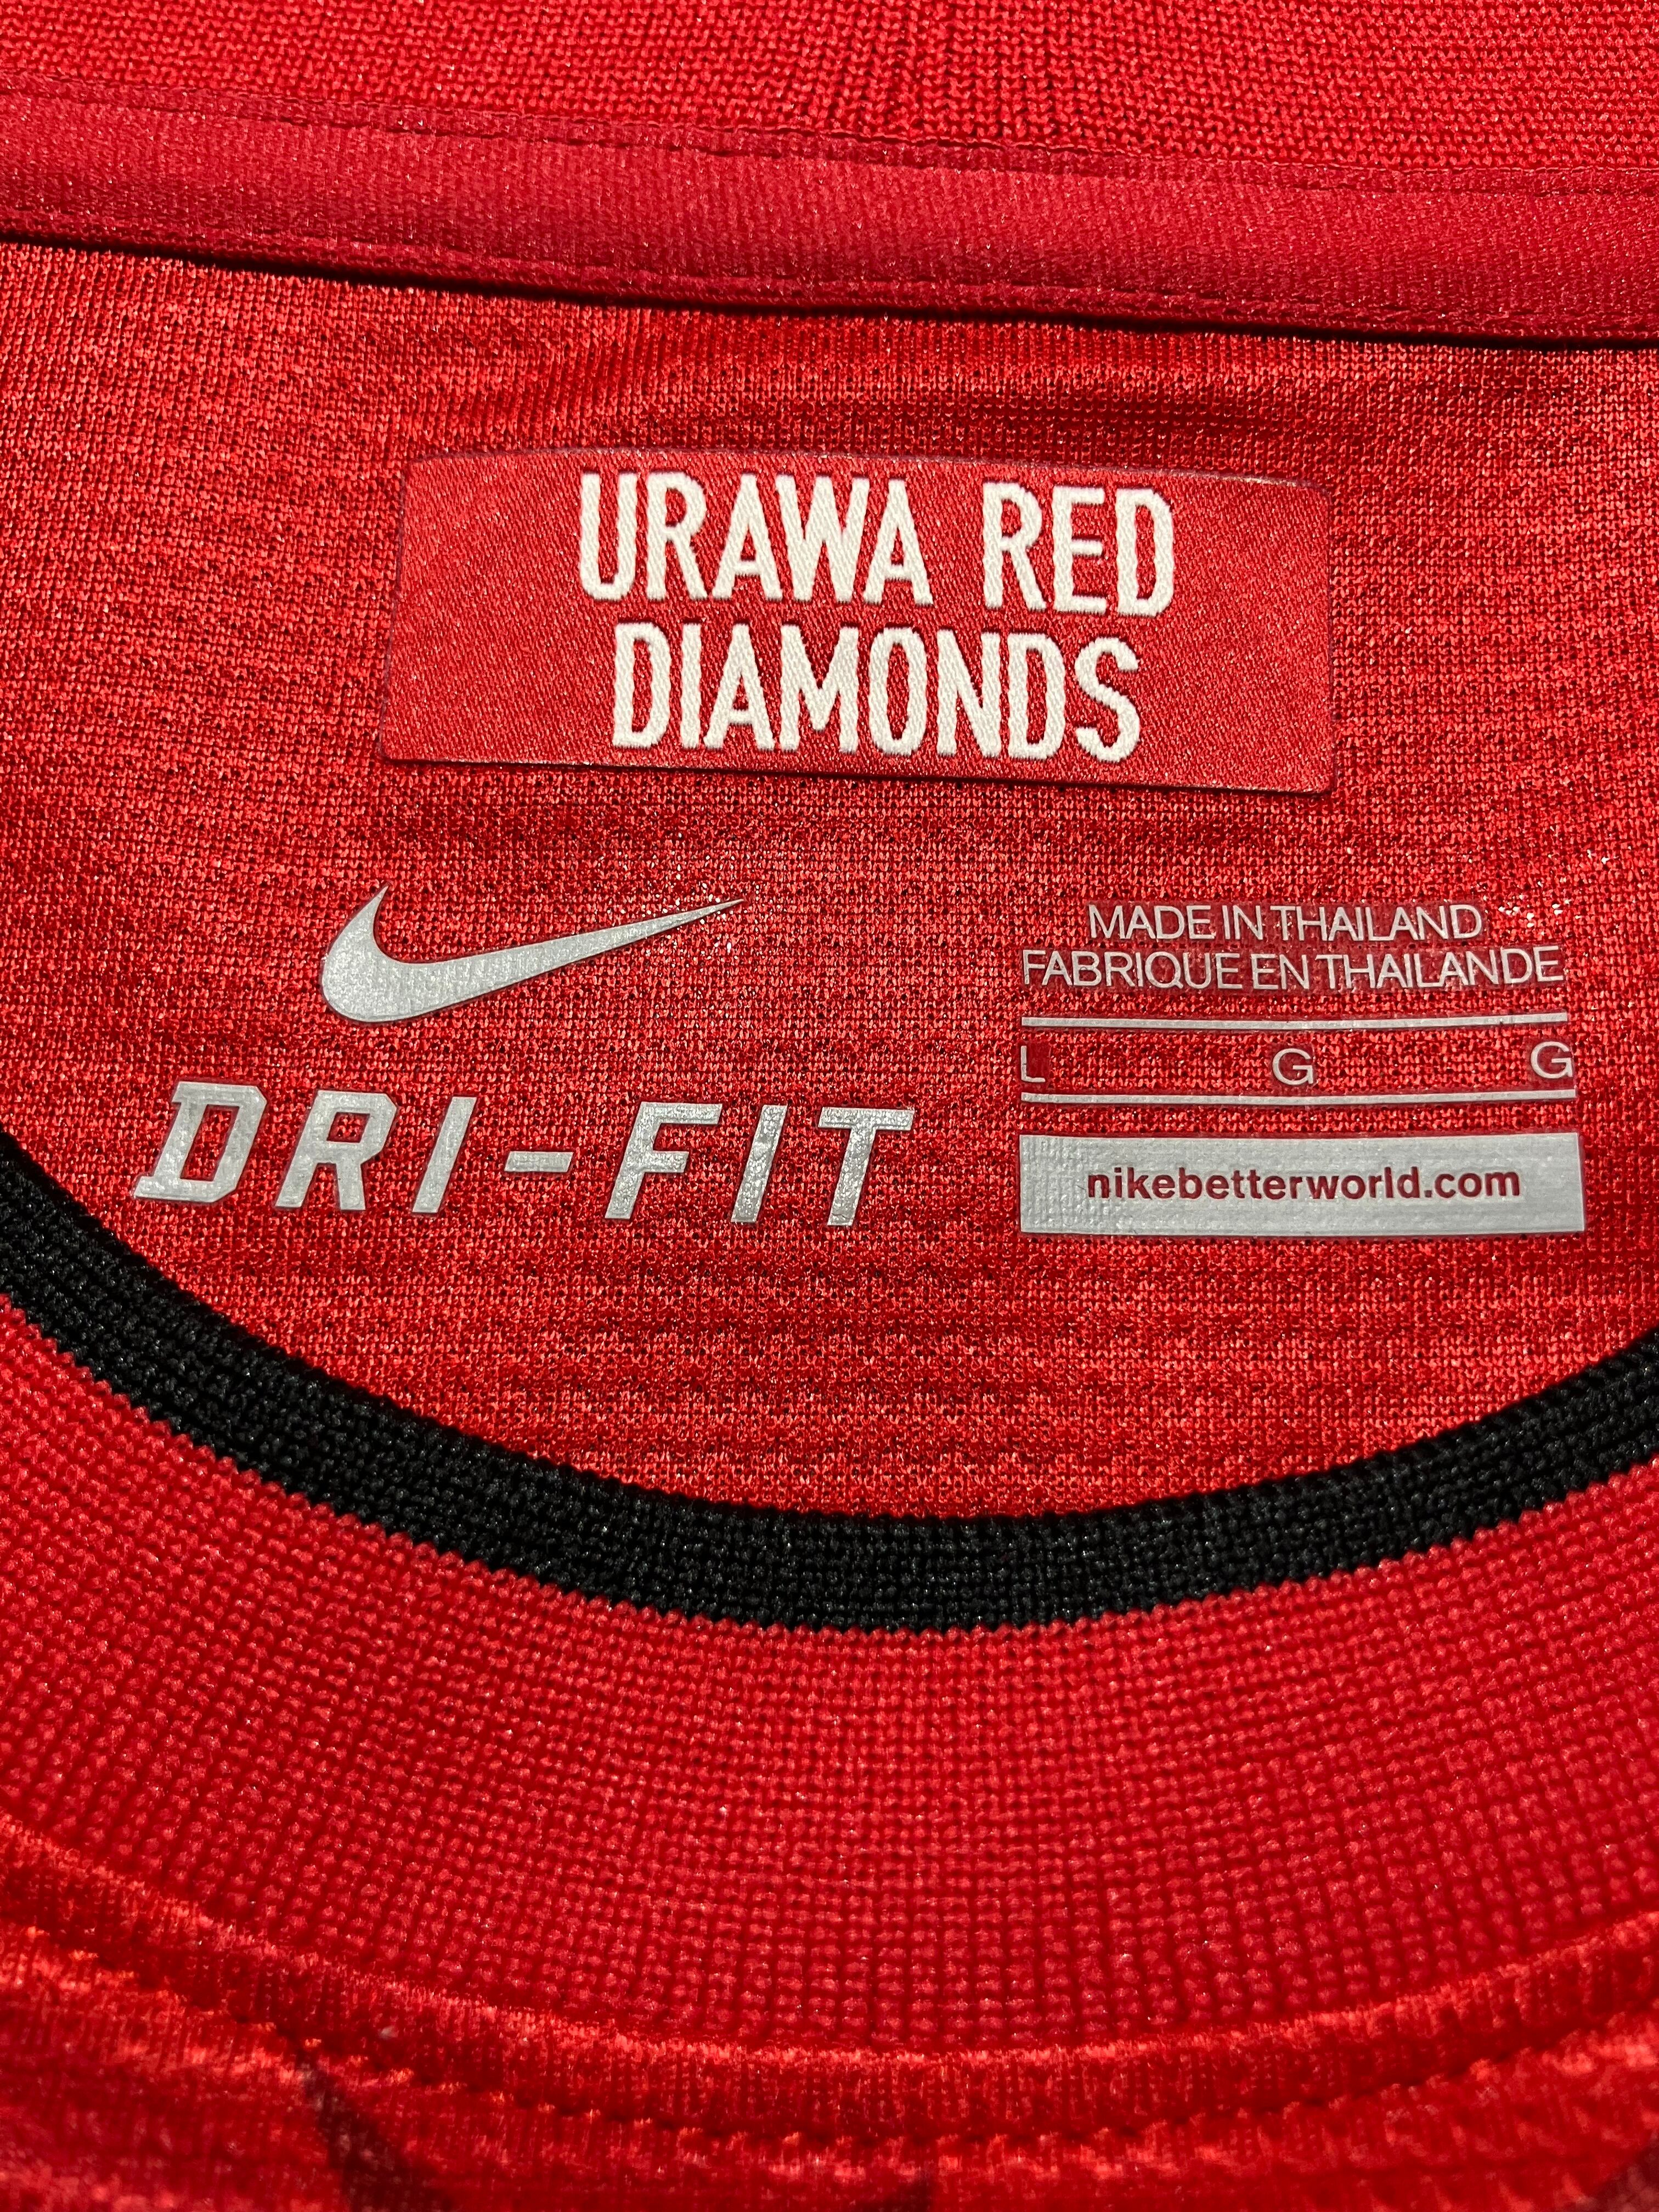 URAWA RED
DIAMONDS
DRI-FIT
MADE IN THAILAND
FABRIQUE EN THAILANDE
L G G
nikebetterworld.com